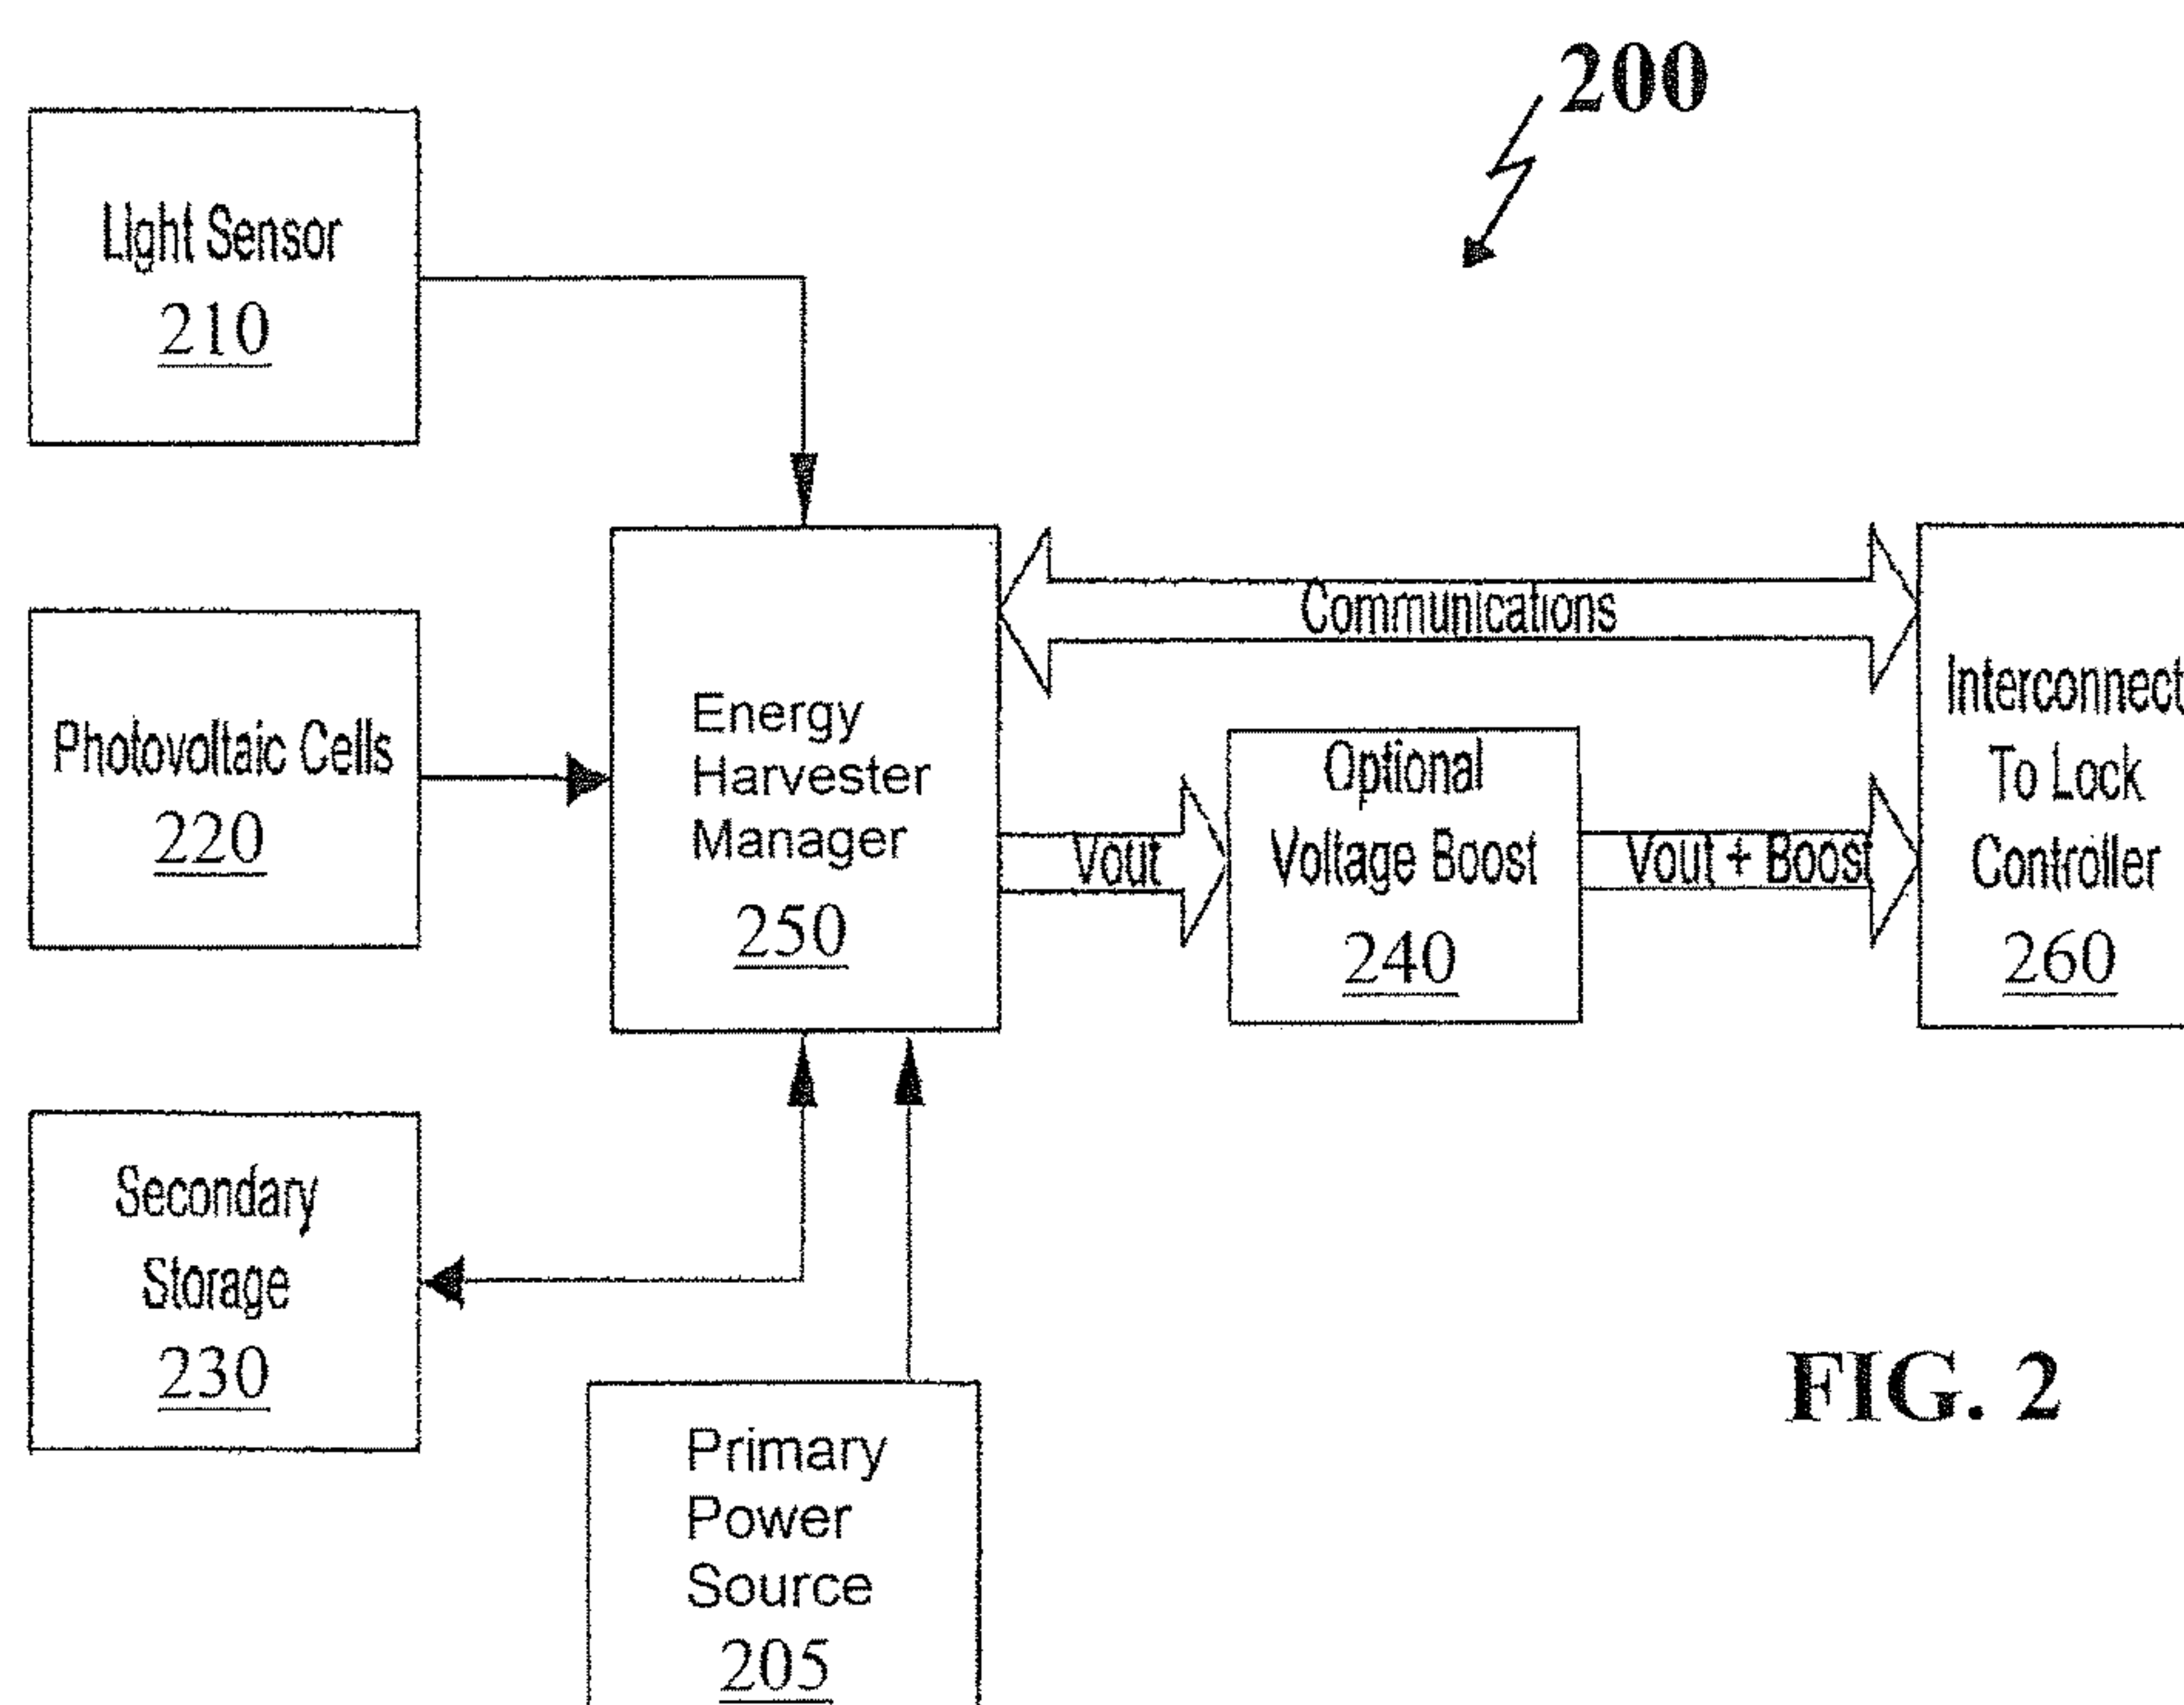 200
Light Sensor
210
Photovoltaic Cells
220
Energy
Harvester
Manager
250
Communications
Vout
Optional
Voltage Boost
240
Vout + Boost
Interconnect
To Lock
Controller
260
Secondary
Storage
230
Primary
Power
Source
205
FIG. 2